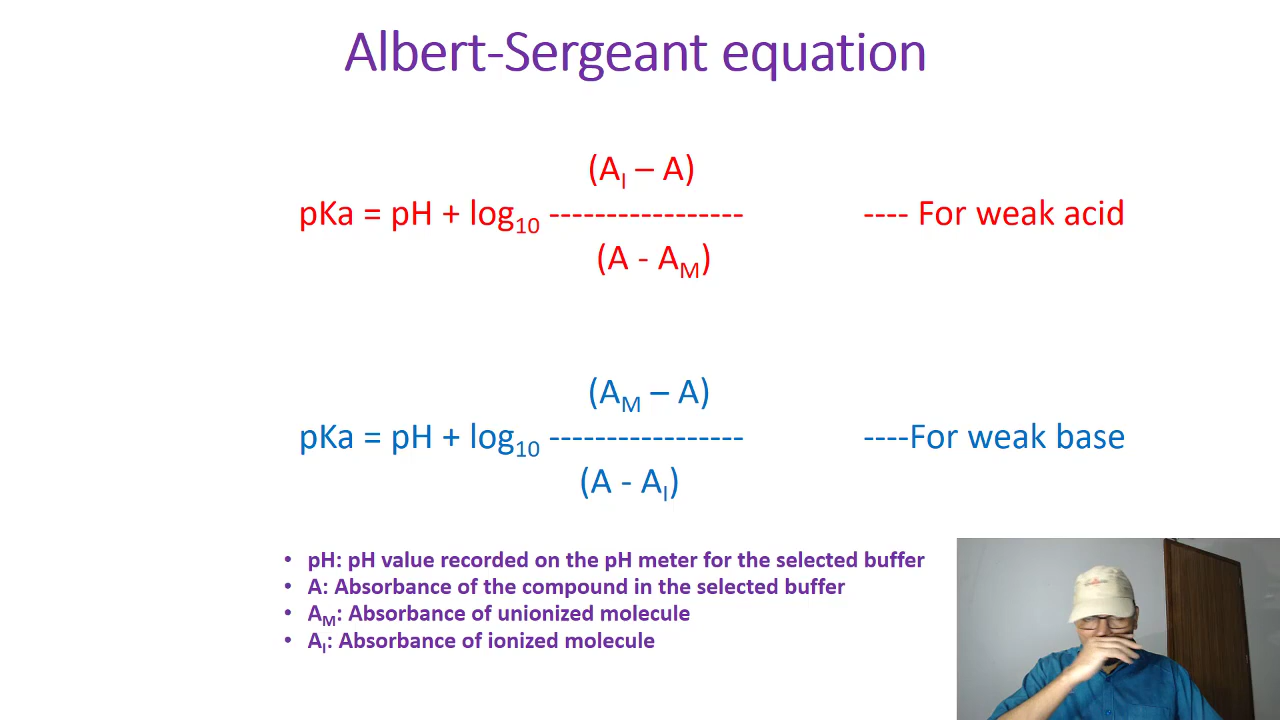 Albert-Sergeant equation
(A_I – A)
pKa = pH + log_10 ----------------- ---- For weak acid
(A - A_M)
(A_M – A)
pKa = pH + log_10 ----------------- ----For weak base
(A - A_I)
• pH: pH value recorded on the pH meter for the selected buffer
• A: Absorbance of the compound in the selected buffer
• A_M: Absorbance of unionized molecule
• A_I: Absorbance of ionized molecule